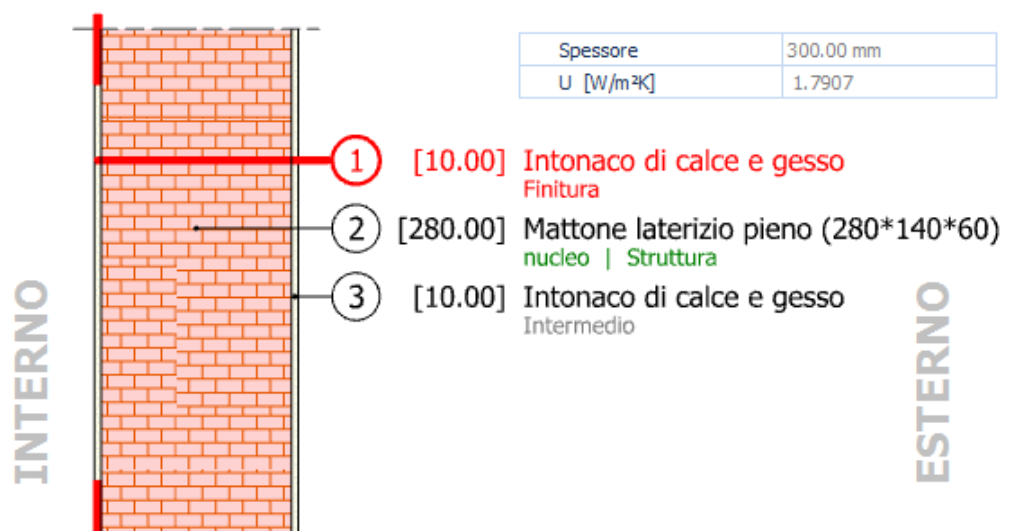 Spessore 300.00 mm
U [W/m²K] 1.7907
1 [10.00] Intonaco di calce e gesso
Finitura
2 [280.00] Mattone laterizio pieno (280*140*60)
nucleo | Struttura
3 [10.00] Intonaco di calce e gesso
Intermedio
INTERNO
ESTERNO